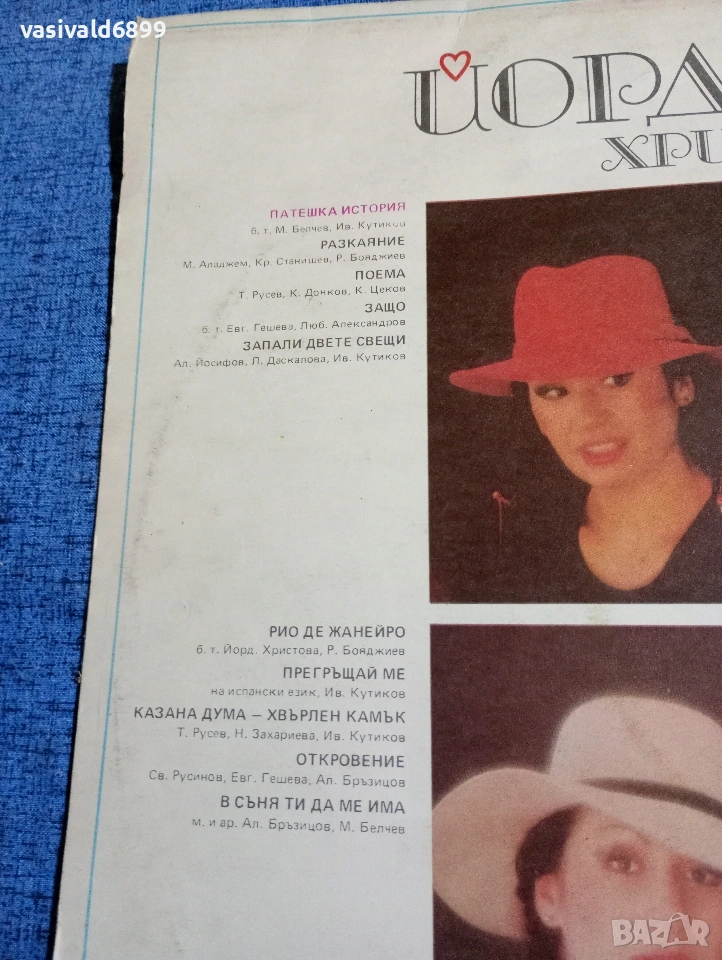 vasivald6899
ЙОРД
ХРИ
ПАТЕШКА ИСТОРИЯ
б. т. М. Белчев, Ив. Кутиков
РАЗКАЯНИЕ
М. Аладжем, Кр. Станишев, Р. Бояджиев
ПОЕМА
Т. Русев, К. Донков, К. Цеков
ЗАЩО
б. т. Евг. Гешева, Люб. Александров
ЗАПАЛИ ДВЕТЕ СВЕЩИ
Ал. Йосифов, Л. Даскалова, Ив. Кутиков
РИО ДЕ ЖАНЕЙРО
б. т. Йорд. Христова, Р. Бояджиев
ПРЕГРЪЩАЙ МЕ
на испански език, Ив. Кутиков
КАЗАНА ДУМА – ХВЪРЛЕН КАМЪК
Т. Русев, Н. Захариева, Ив. Кутиков
ОТКРОВЕНИЕ
Св. Русинов, Евг. Гешева, Ал. Бръзицов
В СЪНЯ ТИ ДА МЕ ИМА
м. и ар. Ал. Бръзицов, М. Белчев
BAZAR